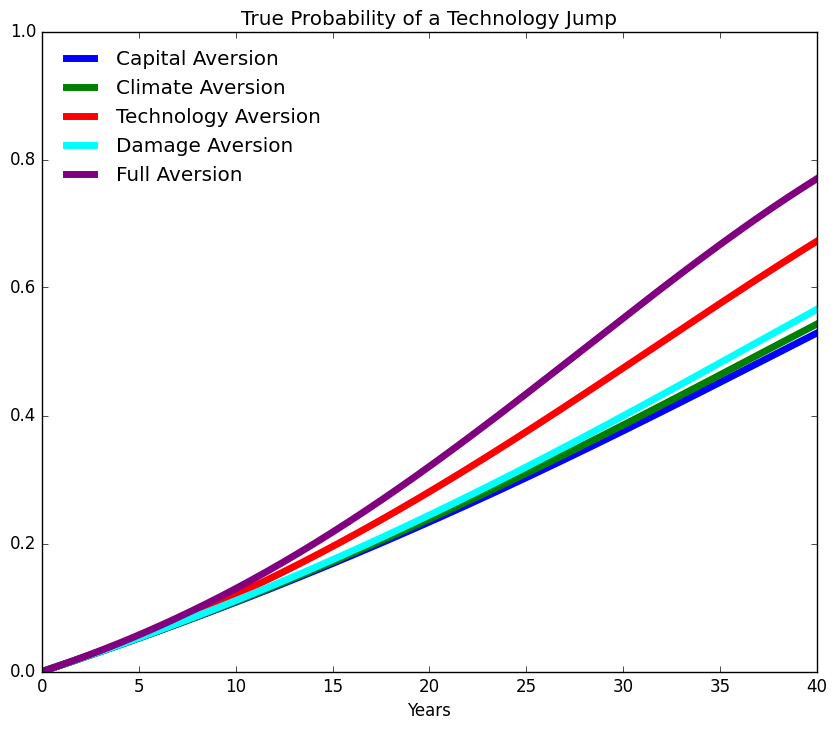 True Probability of a Technology Jump
1.0
Capital Aversion
Climate Aversion
Technology Aversion
Damage Aversion
Full Aversion
0.8
0.6
0.4
0.2
0.0
0 5 10 15 20 25 30 35 40
Years